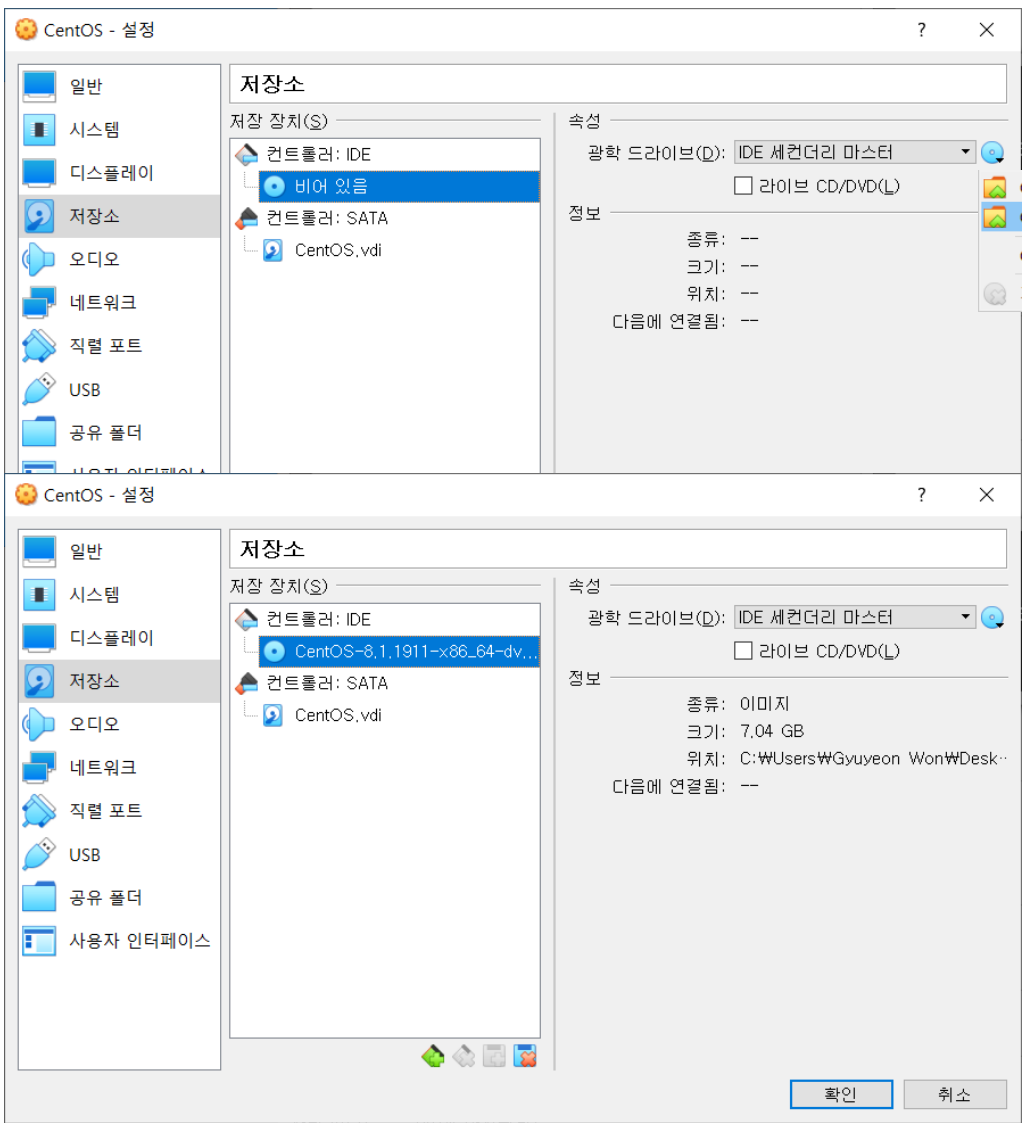 CentOS - 설정
?
일반
시스템
디스플레이
저장소
오디오
네트워크
직렬 포트
USB
공유 폴더
저장소
저장 장치(S)
컨트롤러: IDE
비어 있음
컨트롤러: SATA
CentOS.vdi
속성
광학 드라이브(D): IDE 세컨더리 마스터
라이브 CD/DVD(L)
정보
종류: --
크기: --
위치: --
다음에 연결됨: --
CentOS - 설정
?
일반
시스템
디스플레이
저장소
오디오
네트워크
직렬 포트
USB
공유 폴더
사용자 인터페이스
저장소
저장 장치(S)
컨트롤러: IDE
CentOS-8.1.1911-x86_64-dv...
컨트롤러: SATA
CentOS.vdi
속성
광학 드라이브(D): IDE 세컨더리 마스터
라이브 CD/DVD(L)
정보
종류: 이미지
크기: 7.04 GB
위치: C:₩Users₩Gyuyeon Won₩Desk...
다음에 연결됨: --
확인
취소